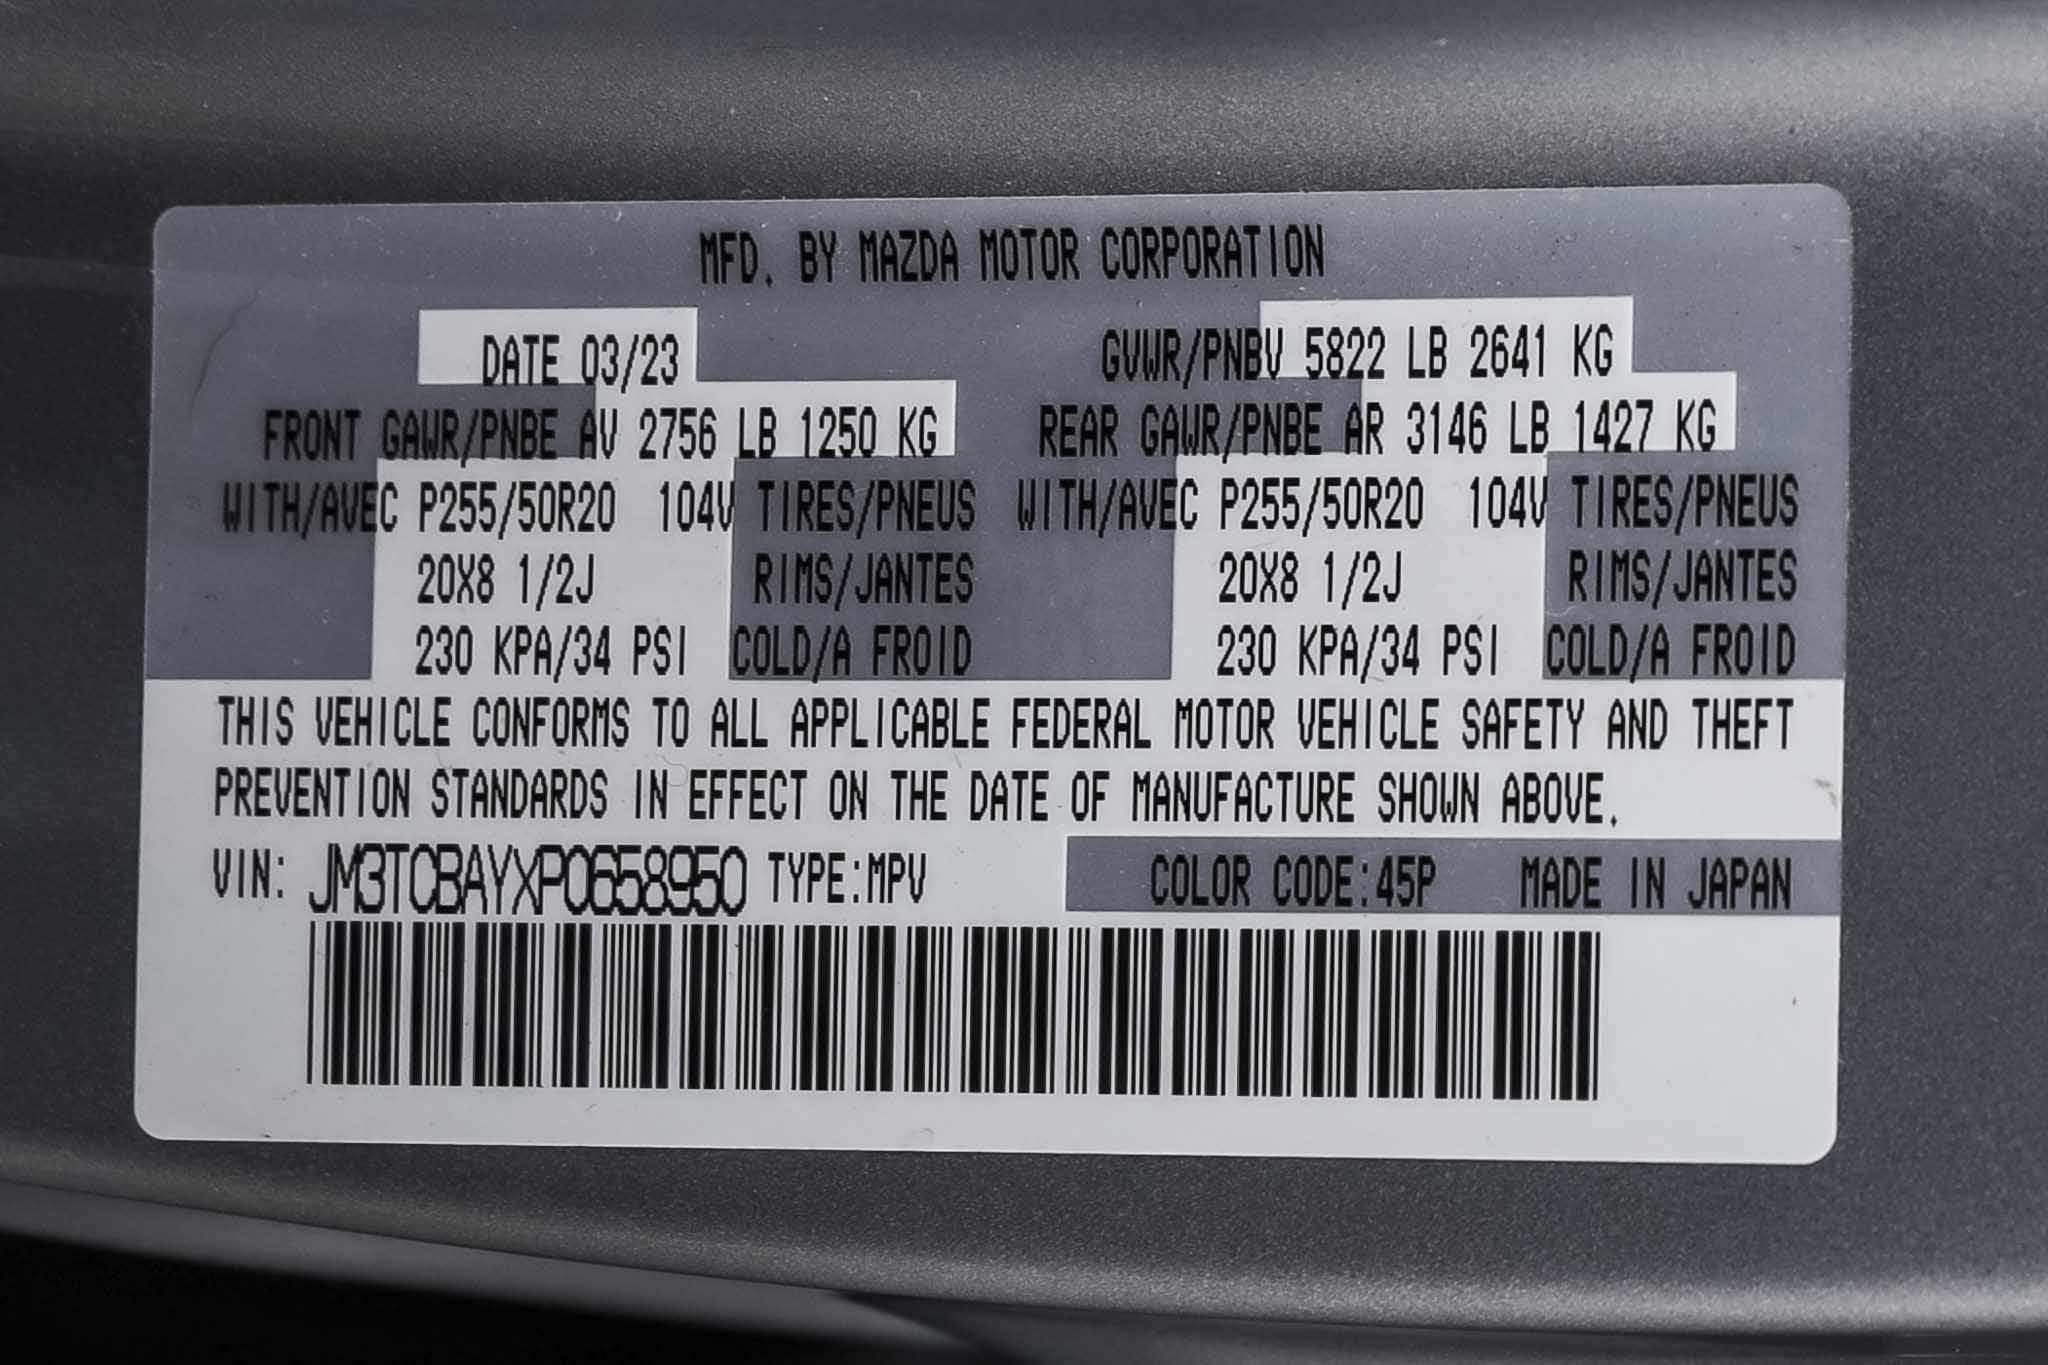 MFD. BY MAZDA MOTOR CORPORATION
DATE 03/23 GVWR/PNBV 5822 LB 2641 KG
FRONT GAWR/PNBE AV 2756 LB 1250 KG REAR GAWR/PNBE AR 3146 LB 1427 KG
WITH/AVEC P255/50R20 104V TIRES/PNEUS WITH/AVEC P255/50R20 104V TIRES/PNEUS
20X8 1/2J RIMS/JANTES 20X8 1/2J RIMS/JANTES
230 KPA/34 PSI COLD/A FROID 230 KPA/34 PSI COLD/A FROID
THIS VEHICLE CONFORMS TO ALL APPLICABLE FEDERAL MOTOR VEHICLE SAFETY AND THEFT
PREVENTION STANDARDS IN EFFECT ON THE DATE OF MANUFACTURE SHOWN ABOVE.
VIN: JM3TCBAYXP0658950 TYPE:MPV COLOR CODE:45P MADE IN JAPAN